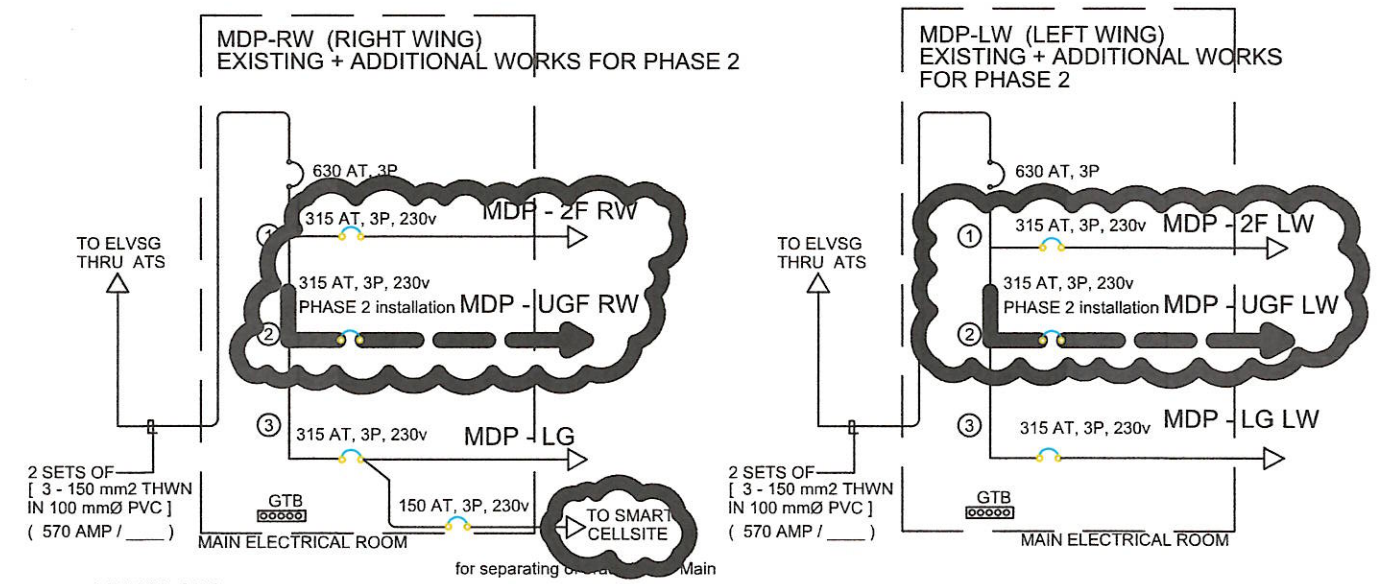 MDP-RW (RIGHT WING)
EXISTING + ADDITIONAL WORKS FOR PHASE 2
630 AT, 3P
1
315 AT, 3P, 230v
MDP - 2F RW
TO ELVSG
THRU ATS
315 AT, 3P, 230v
PHASE 2 installation
MDP - UGF RW
2
3
315 AT, 3P, 230v
MDP - LG
2 SETS OF
[ 3 - 150 mm2 THWN
IN 100 mmØ PVC ]
( 570 AMP / ____ )
GTB
150 AT, 3P, 230v
TO SMART
CELLSITE
MAIN ELECTRICAL ROOM
for separating Main
MDP-LW (LEFT WING)
EXISTING + ADDITIONAL WORKS
FOR PHASE 2
630 AT, 3P
1
315 AT, 3P, 230v
MDP - 2F LW
TO ELVSG
THRU ATS
315 AT, 3P, 230v
PHASE 2 installation
MDP - UGF LW
2
3
315 AT, 3P, 230v
MDP - LG LW
2 SETS OF
[ 3 - 150 mm2 THWN
IN 100 mmØ PVC ]
( 570 AMP / ____ )
GTB
MAIN ELECTRICAL ROOM